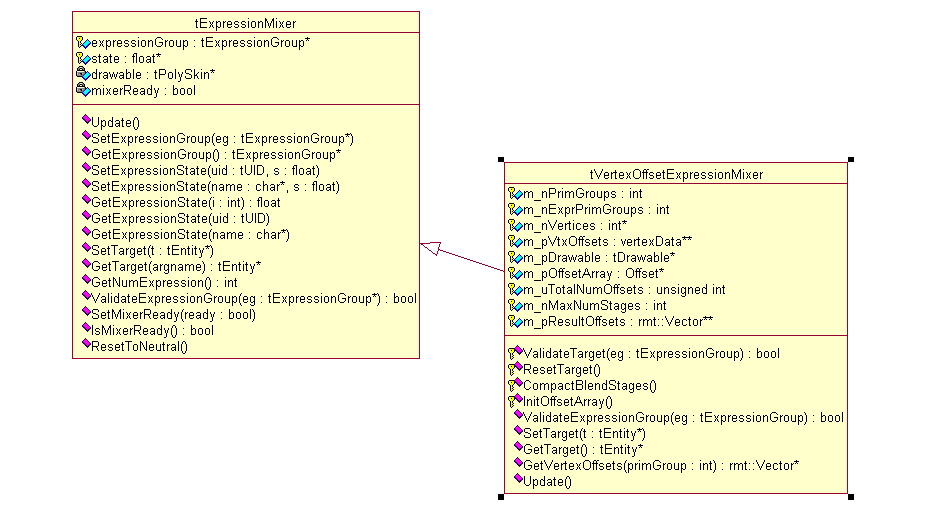 tExpressionMixer
expressionGroup : tExpressionGroup*
state : float*
drawable : tPolySkin*
mixerReady : bool
Update()
SetExpressionGroup(eg : tExpressionGroup*)
GetExpressionGroup() : tExpressionGroup*
SetExpressionState(uid : tUID, s : float)
SetExpressionState(name : char*, s : float)
GetExpressionState(i : int) : float
GetExpressionState(uid : tUID)
GetExpressionState(name : char*)
SetTarget(t : tEntity*)
GetTarget(argname) : tEntity*
GetNumExpression() : int
ValidateExpressionGroup(eg : tExpressionGroup*) : bool
SetMixerReady(ready : bool)
IsMixerReady() : bool
ResetToNeutral()
tVertexOffsetExpressionMixer
m_nPrimGroups : int
m_nExprPrimGroups : int
m_nVertices : int*
m_pVtxOffsets : vertexData**
m_pDrawable : tDrawable*
m_pOffsetArray : Offset*
m_uTotalNumOffsets : unsigned int
m_nMaxNumStages : int
m_pResultOffsets : rmt::Vector**
ValidateTarget(eg : tExpressionGroup) : bool
ResetTarget()
CompactBlendStages()
InitOffsetArray()
ValidateExpressionGroup(eg : tExpressionGroup) : bool
SetTarget(t : tEntity*)
GetTarget() : tEntity*
GetVertexOffsets(primGroup : int) : rmt::Vector*
Update()